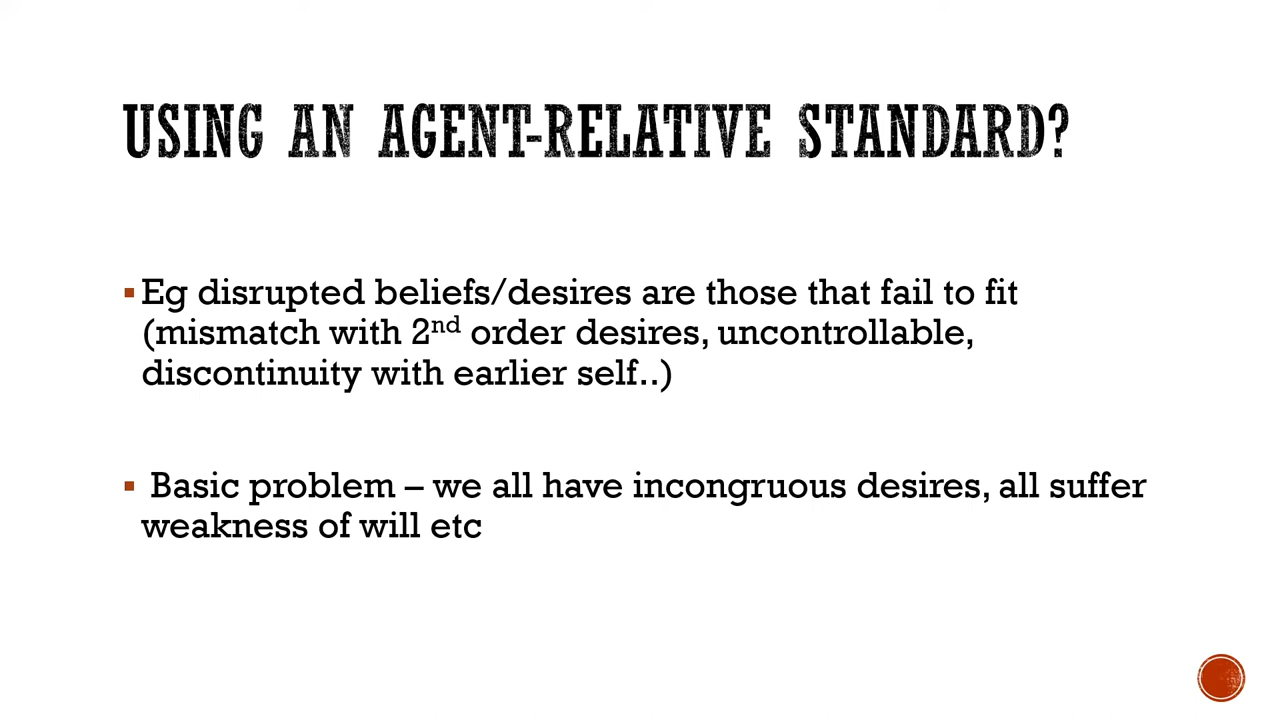 USING AN AGENT-RELATIVE STANDARD?
▪Eg disrupted beliefs/desires are those that fail to fit
(mismatch with 2nd order desires, uncontrollable,
discontinuity with earlier self..)
▪ Basic problem – we all have incongruous desires, all suffer
weakness of will etc